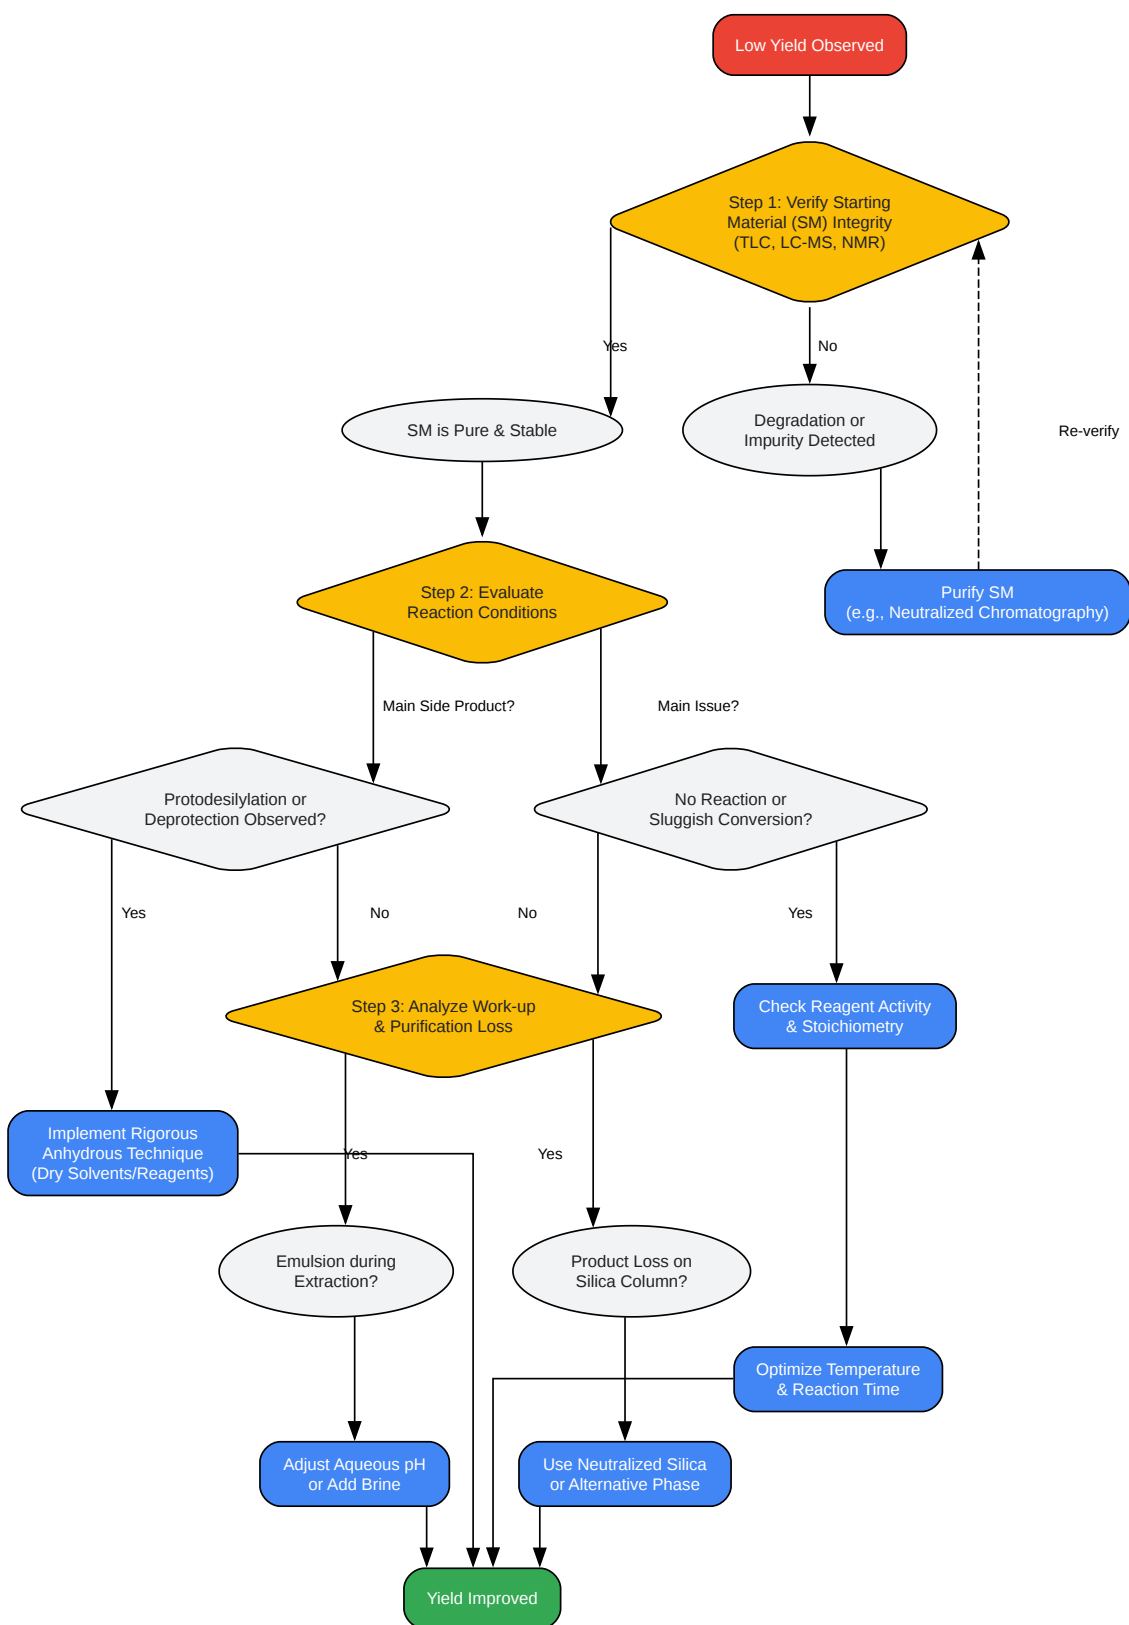 Low Yield Observed
Step 1: Verify Starting
Material (SM) Integrity
(TLC, LC-MS, NMR)
Yes
No
SM is Pure & Stable
Degradation or
Impurity Detected
Re-verify
Step 2: Evaluate
Reaction Conditions
Purify SM
(e.g., Neutralized Chromatography)
Main Side Product?
Main Issue?
Protodesilylation or
Deprotection Observed?
No Reaction or
Sluggish Conversion?
Yes
No
No
Yes
Step 3: Analyze Work-up
& Purification Loss
Check Reagent Activity
& Stoichiometry
Implement Rigorous
Anhydrous Technique
(Dry Solvents/Reagents)
Yes
Yes
Emulsion during
Extraction?
Product Loss on
Silica Column?
Optimize Temperature
& Reaction Time
Adjust Aqueous pH
or Add Brine
Use Neutralized Silica
or Alternative Phase
Yield Improved